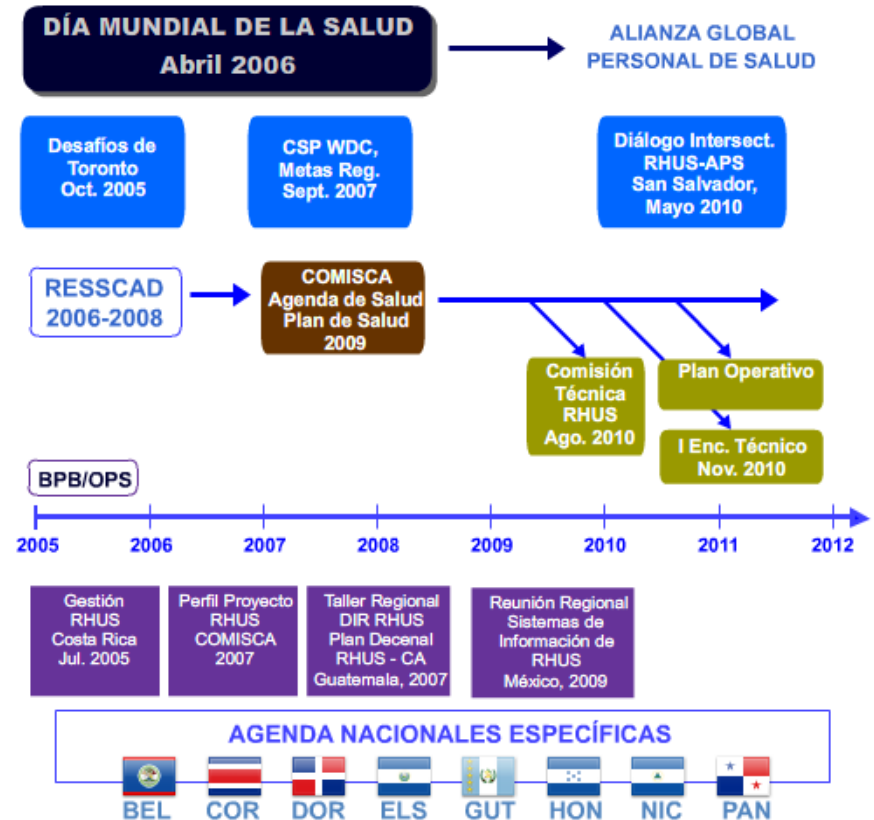 DÍA MUNDIAL DE LA SALUD
Abril 2006
ALIANZA GLOBAL
PERSONAL DE SALUD
Desafíos de
Toronto
Oct. 2005
CSP WDC,
Metas Reg.
Sept. 2007
Diálogo Intersect.
RHUS-APS
San Salvador,
Mayo 2010
RESSCAD
2006-2008
COMISCA
Agenda de Salud
Plan de Salud
2009
Comisión
Técnica
RHUS
Ago. 2010
Plan Operativo
I Enc. Técnico
Nov. 2010
BPB/OPS
2005 2006 2007 2008 2009 2010 2011 2012
Gestión
RHUS
Costa Rica
Jul. 2005
Perfil Proyecto
RHUS
COMISCA
2007
Taller Regional
DIR RHUS
Plan Decenal
RHUS - CA
Guatemala, 2007
Reunión Regional
Sistemas de
Información de
RHUS
México, 2009
AGENDA NACIONALES ESPECÍFICAS
BEL COR DOR ELS GUT HON NIC PAN